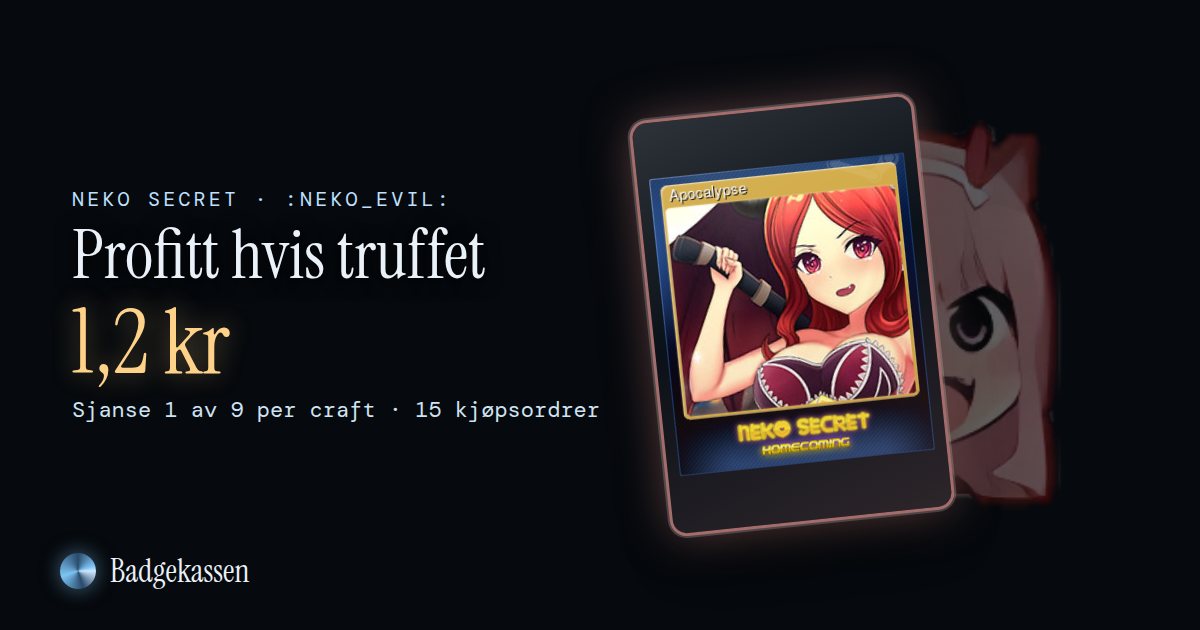 NEKO SECRET · :NEKO_EVIL:
Profitt hvis truffet
1,2 kr
Sjanse 1 av 9 per craft · 15 kjøpsordrer
Apocalypse
NEKO SECRET
HOMECOMING
Badgekassen